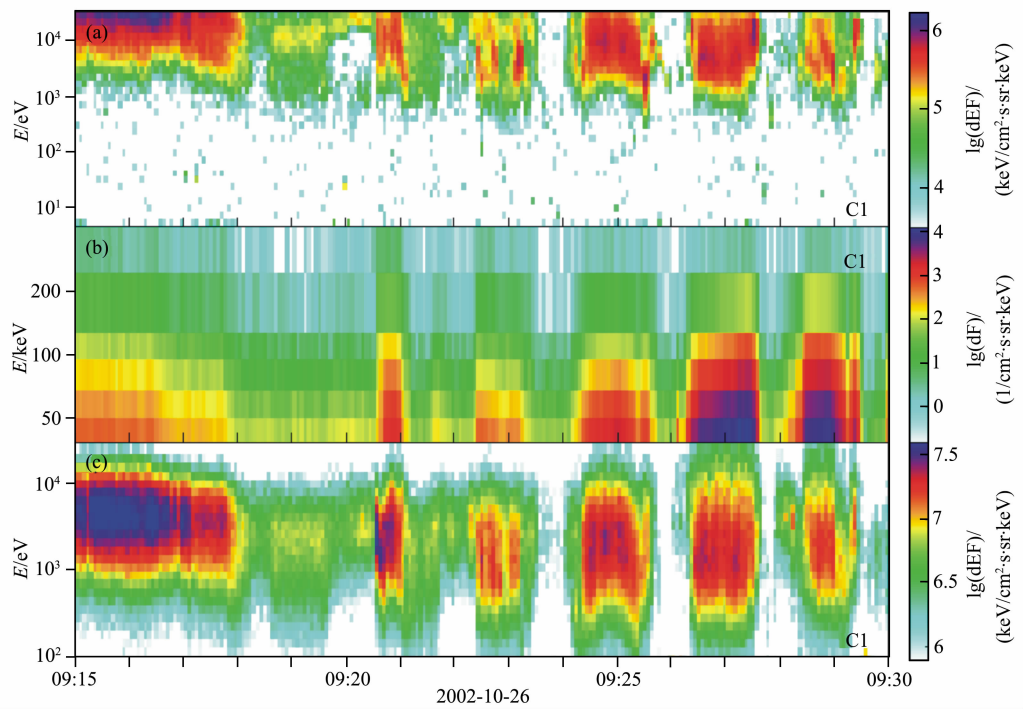 (a)
10⁴
10³
10²
10¹
E/eV
C1
6
5
4
lg(dEF)/
(keV/cm²·s·sr·keV)
(b)
200
100
50
E/keV
C1
4
3
2
1
0
lg(dF)/
(1/cm²·s·sr·keV)
(c)
10⁴
10³
10²
E/eV
C1
7.5
7
6.5
6
lg(dEF)/
(keV/cm²·s·sr·keV)
09:15 09:20 09:25 09:30
2002-10-26